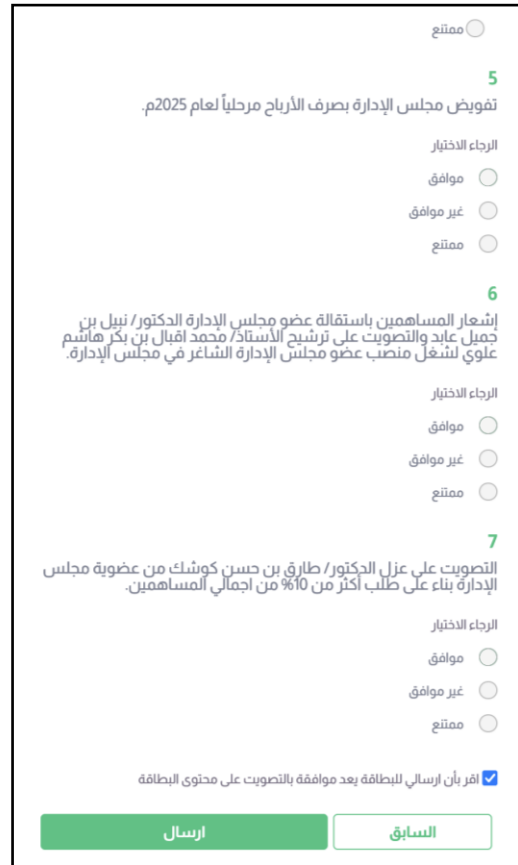 ممتنع
5
تفويض مجلس الإدارة بصرف الأرباح مرحلياً لعام 2025م.
الرجاء الاختيار
موافق
غير موافق
ممتنع
6
إشعار المساهمين باستقالة عضو مجلس الإدارة الدكتور/ نبيل بن
جميل عابد والتصويت على ترشيح الأستاذ/ محمد اقبال بن بكر هاشم
علوي لشغل منصب عضو مجلس الإدارة الشاغر في مجلس الإدارة.
الرجاء الاختيار
موافق
غير موافق
ممتنع
7
التصويت على عزل الدكتور/ طارق بن حسن كوشك من عضوية مجلس
الإدارة بناء على طلب أكثر من 10% من اجمالي المساهمين.
الرجاء الاختيار
موافق
غير موافق
ممتنع
اقر بأن ارسالي للبطاقة يعد موافقة بالتصويت على محتوى البطاقة
السابق
ارسال